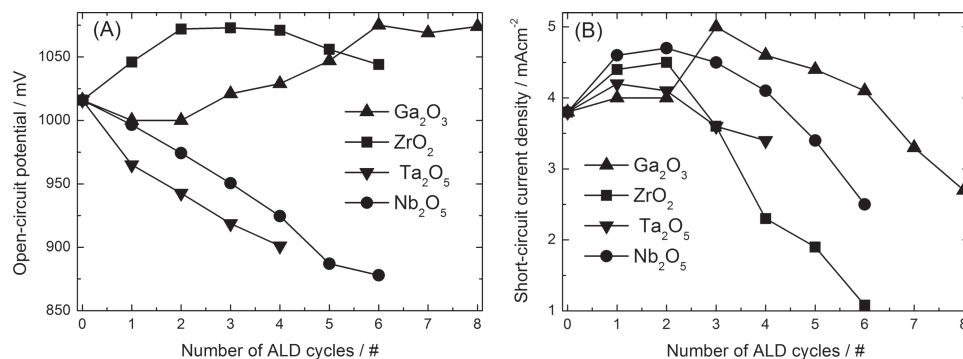 (A)
Open-circuit potential / mV
1050
1000
950
900
850
Ga₂O₃
ZrO₂
Ta₂O₅
Nb₂O₅
0 1 2 3 4 5 6 7 8
Number of ALD cycles / #
(B)
Short-circuit current density / mAcm⁻²
5
4
3
2
1
Ga₂O₃
ZrO₂
Ta₂O₅
Nb₂O₅
0 1 2 3 4 5 6 7 8
Number of ALD cycles / #